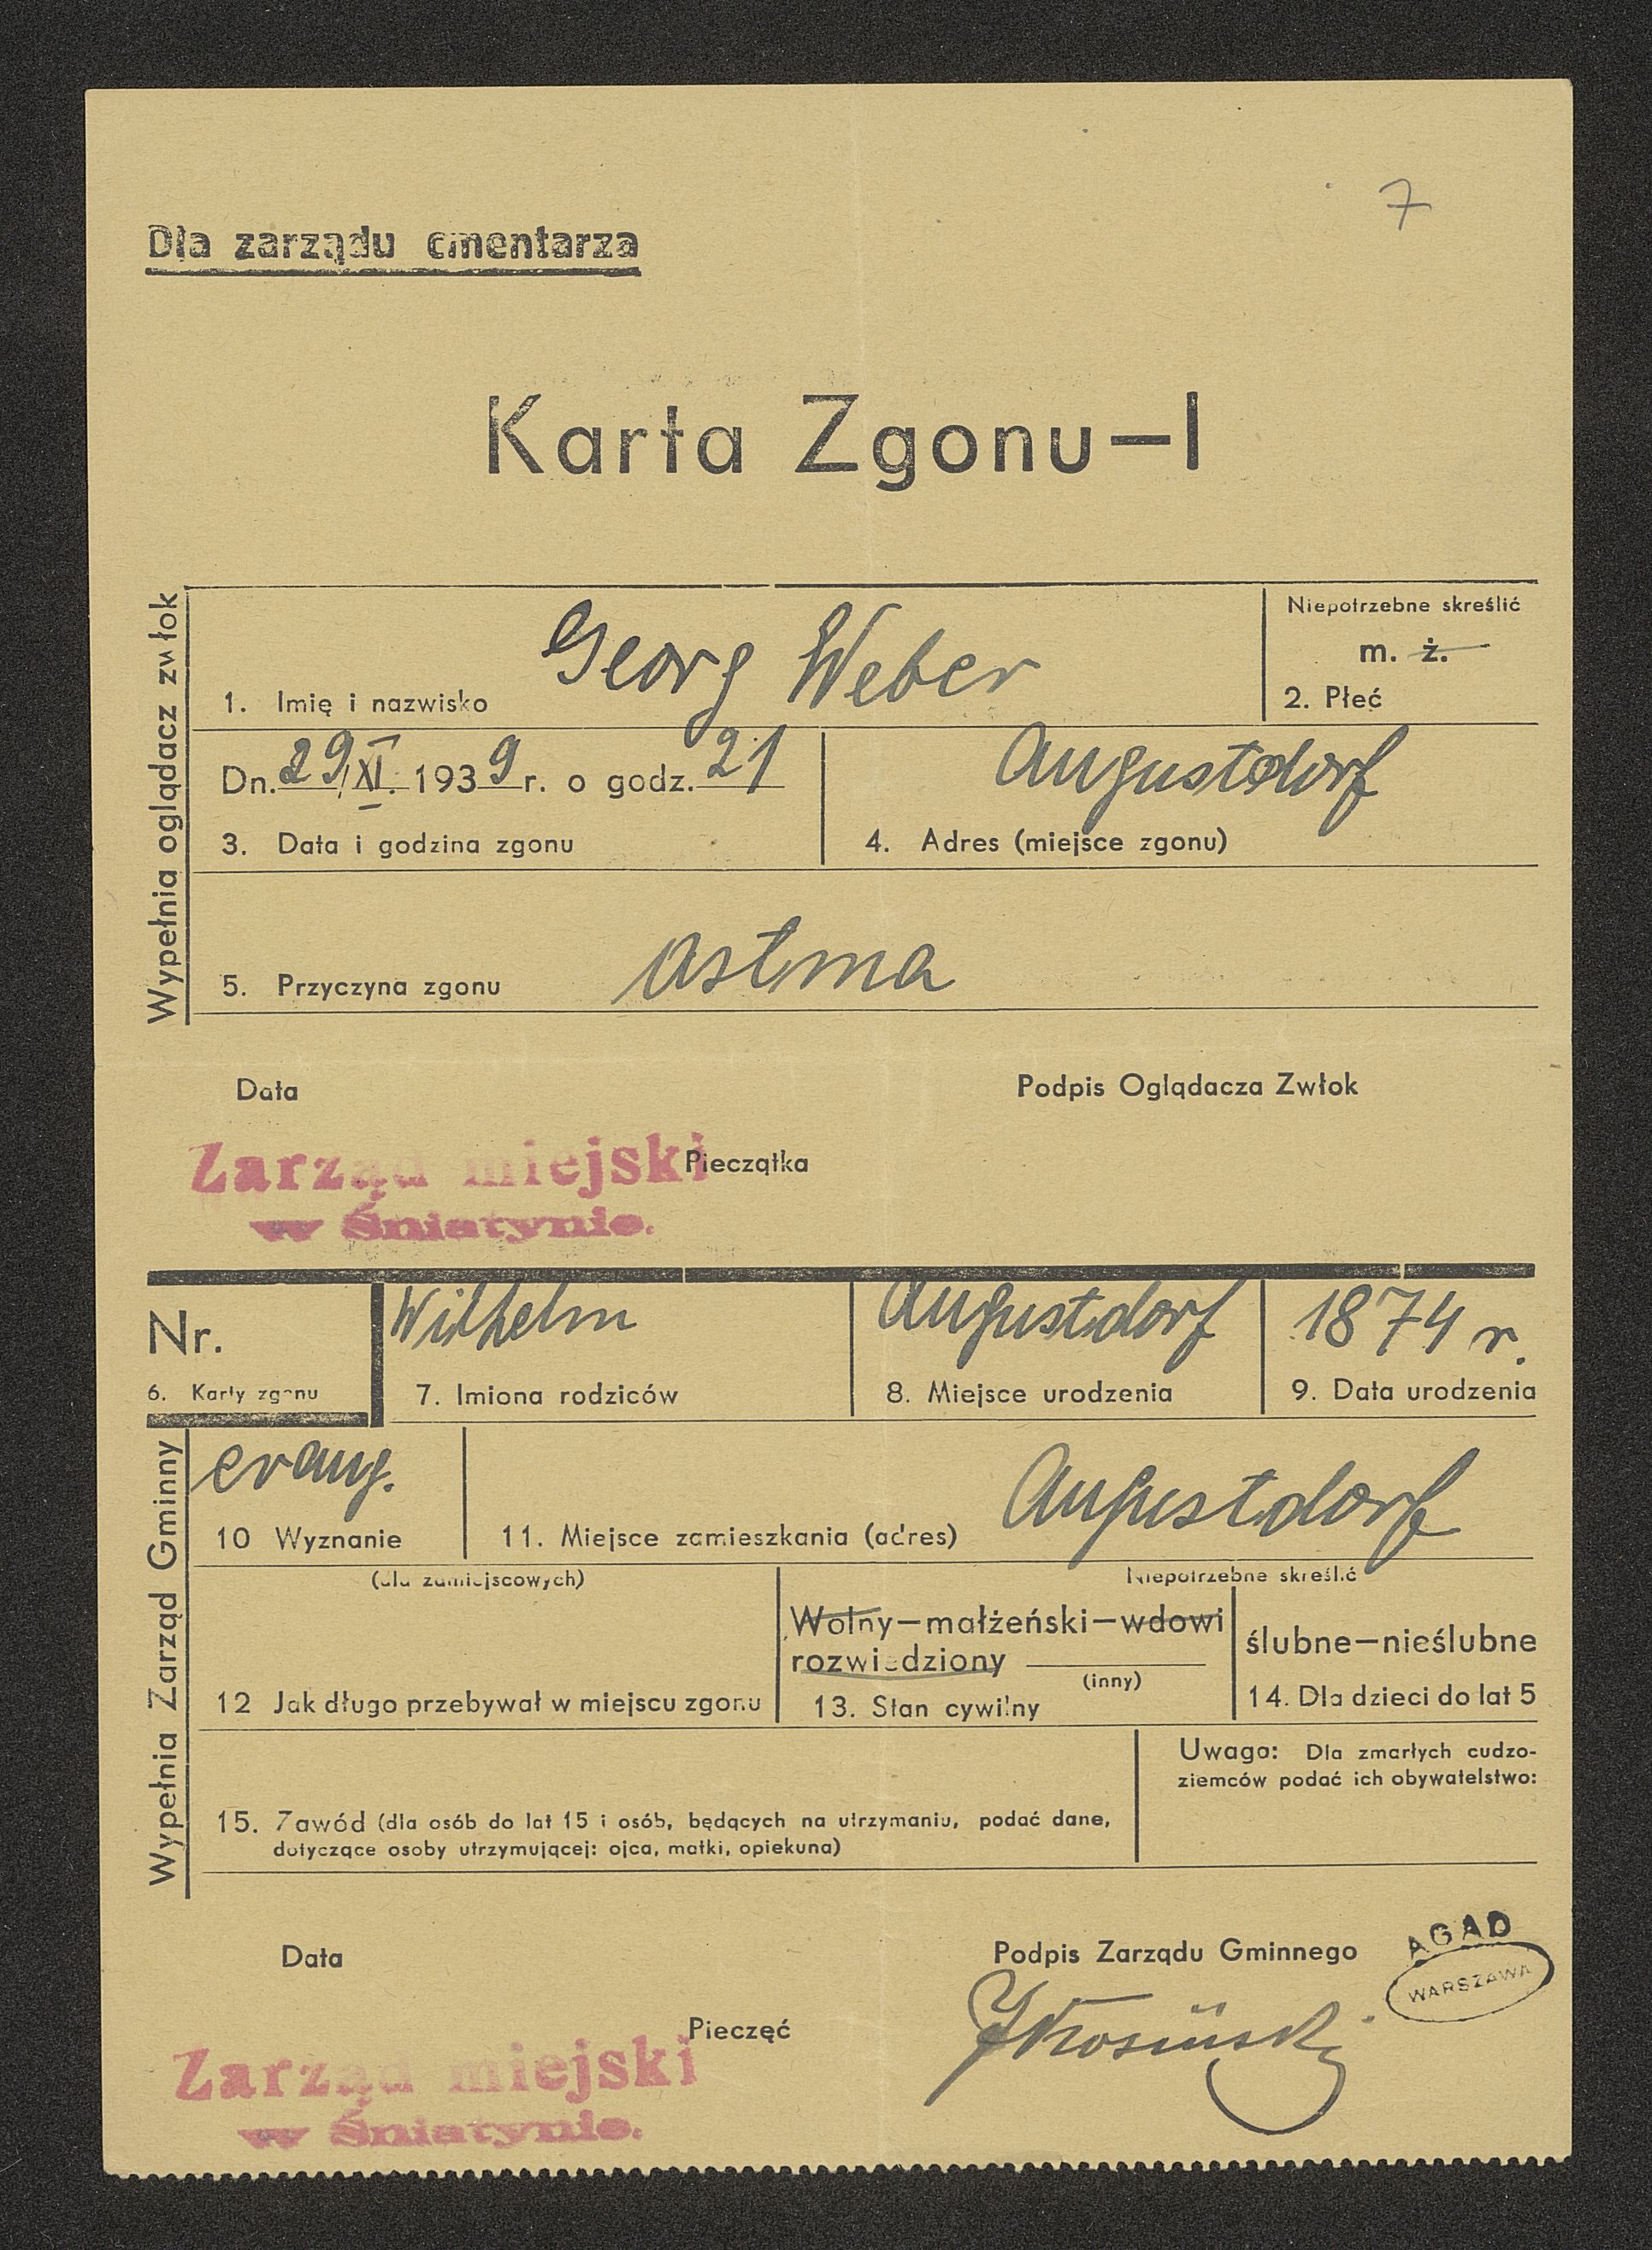 7
Dla zarządu cmentarza
Karta Zgonu—I
Wypełnia oglądacz zwłok
Georg Weber
1. Imię i nazwisko
Niepotrzebne skreślić
m. ż.
2. Płeć
Dn. 29/XI. 1939 r. o godz. 21
3. Data i godzina zgonu
Augustdorf
4. Adres (miejsce zgonu)
astma
5. Przyczyna zgonu
Data
Podpis Oglądacza Zwłok
Pieczątka
Zarząd miejski
w Śniatynie.
Nr.
6. Karty zgonu
Wilhelm
7. Imiona rodziców
Augustdorf
8. Miejsce urodzenia
1874 r.
9. Data urodzenia
Wypełnia Zarząd Gminny
evang.
10 Wyznanie
Augustdorf
11. Miejsce zamieszkania (adres)
(dla zamiejscowych)
12 Jak długo przebywał w miejscu zgonu
Niepotrzebne skreślić
Wolny—małżeński—wdowi
rozwiedziony
(inny)
13. Stan cywilny
ślubne—nieślubne
14. Dla dzieci do lat 5
15. Zawód (dla osób do lat 15 i osób, będących na utrzymaniu, podać dane,
dotyczące osoby utrzymującej: ojca, matki, opiekuna)
Uwaga: Dla zmarłych cudzo-
ziemców podać ich obywatelstwo:
Data
Podpis Zarządu Gminnego
AGAD
WARSZAWA
Pieczęć
Zarząd miejski
w Śniatynie.